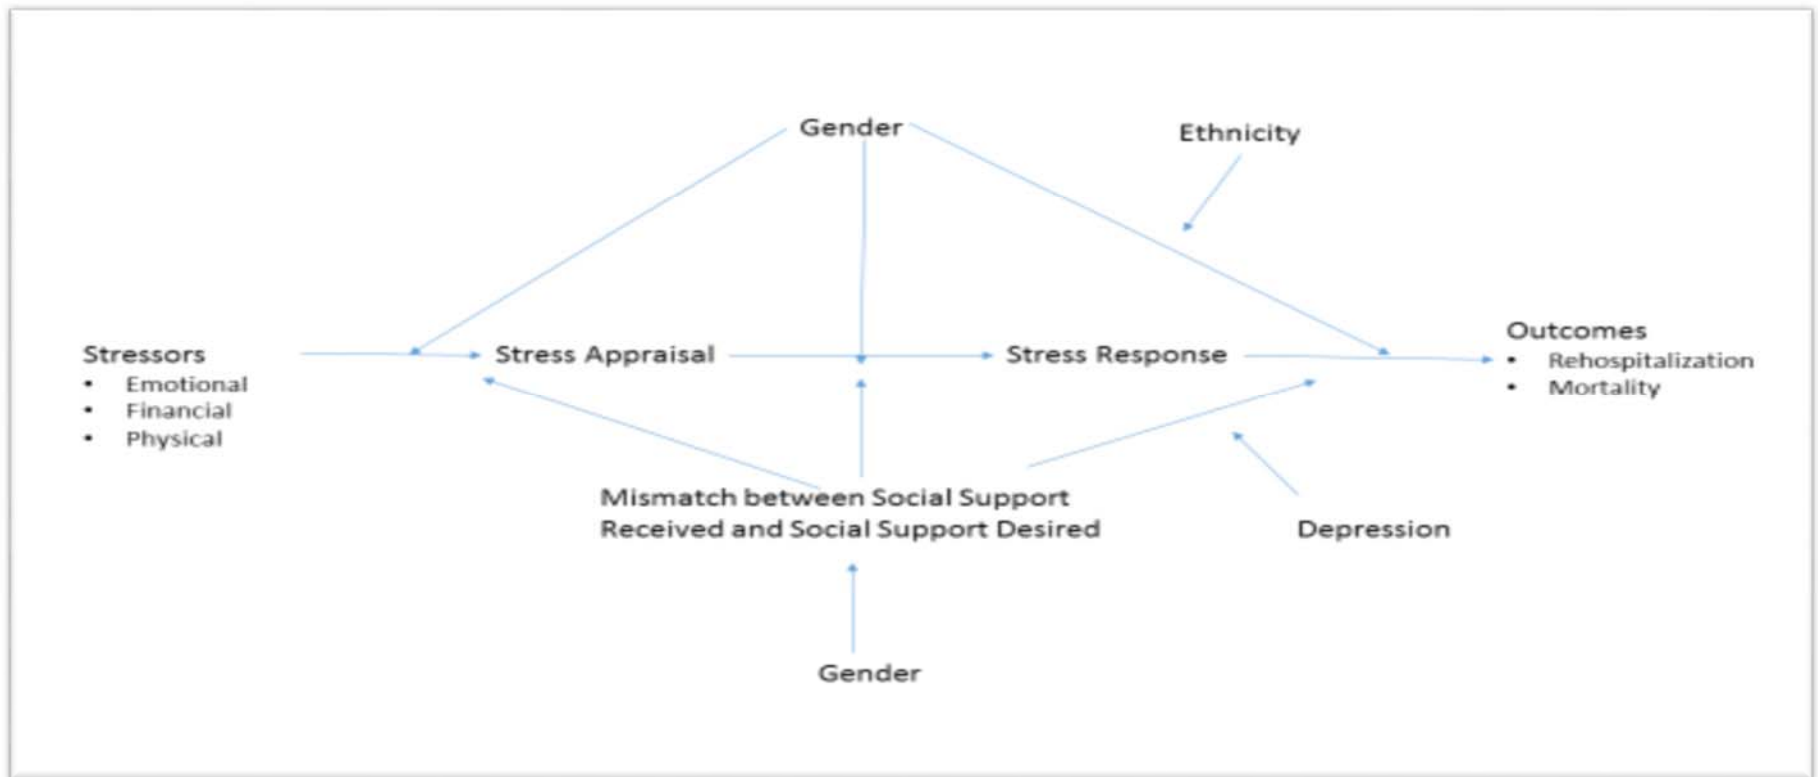 Gender
Ethnicity
Stressors
• Emotional
• Financial
• Physical
Stress Appraisal
Stress Response
Outcomes
• Rehospitalization
• Mortality
Mismatch between Social Support
Received and Social Support Desired
Depression
Gender